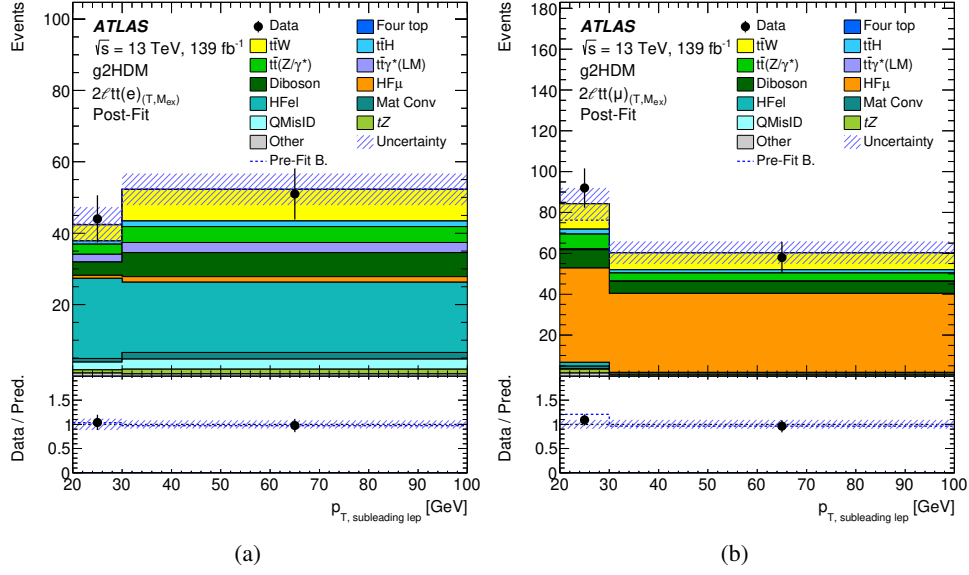 Events
100
80
60
40
20
ATLAS
√s = 13 TeV, 139 fb⁻¹
g2HDM
2ℓtt(e)(T,Mex)
Post-Fit
Data
tt̄W
tt̄(Z/γ*)
Diboson
HFel
QMisID
Other
Pre-Fit B.
Four top
tt̄H
tt̄γ*(LM)
HFμ
Mat Conv
tZ
Uncertainty
Data / Pred.
1.5
1
0.5
0
20 30 40 50 60 70 80 90 100
pT, subleading lep [GeV]
(a)
Events
180
160
140
120
100
80
60
40
20
ATLAS
√s = 13 TeV, 139 fb⁻¹
g2HDM
2ℓtt(μ)(T,Mex)
Post-Fit
Data
tt̄W
tt̄(Z/γ*)
Diboson
HFel
QMisID
Other
Pre-Fit B.
Four top
tt̄H
tt̄γ*(LM)
HFμ
Mat Conv
tZ
Uncertainty
Data / Pred.
1.5
1
0.5
0
20 30 40 50 60 70 80 90 100
pT, subleading lep [GeV]
(b)